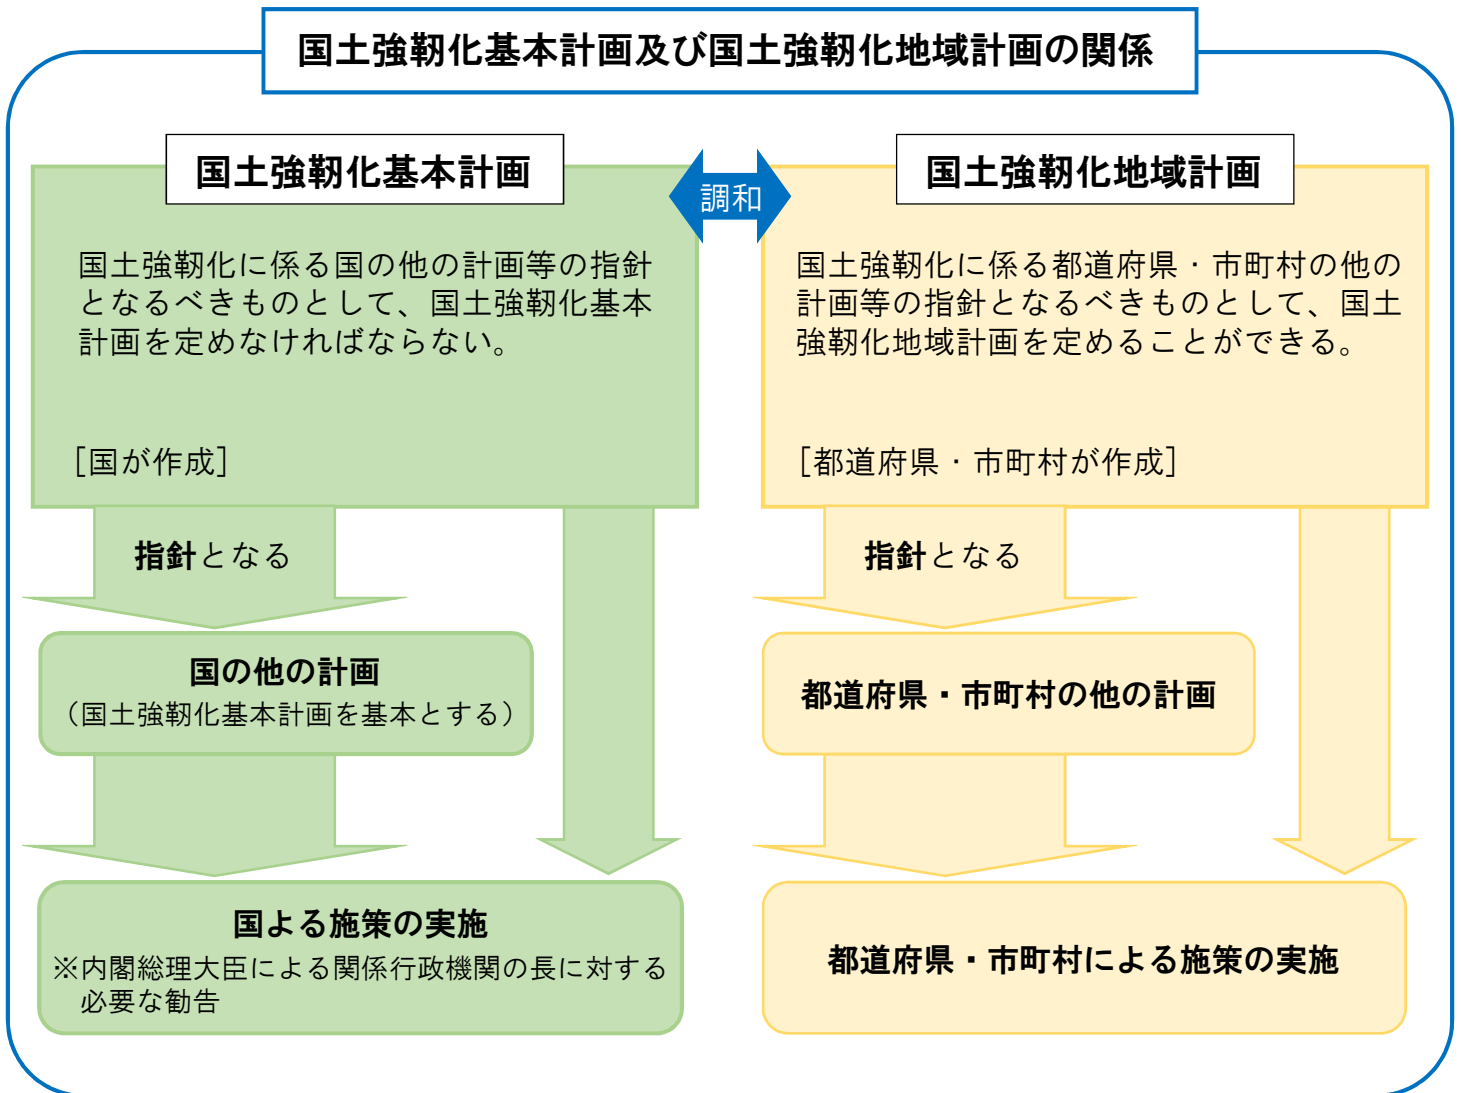 国土強靱化基本計画及び国土強靱化地域計画の関係
国土強靱化基本計画
国土強靱化に係る国の他の計画等の指針
となるべきものとして、国土強靱化基本
計画を定めなければならない。
［国が作成］
調和
国土強靱化地域計画
国土強靱化に係る都道府県・市町村の他の
計画等の指針となるべきものとして、国土
強靱化地域計画を定めることができる。
［都道府県・市町村が作成］
指針となる
国の他の計画
（国土強靱化基本計画を基本とする）
国よる施策の実施
※内閣総理大臣による関係行政機関の長に対する
必要な勧告
指針となる
都道府県・市町村の他の計画
都道府県・市町村による施策の実施